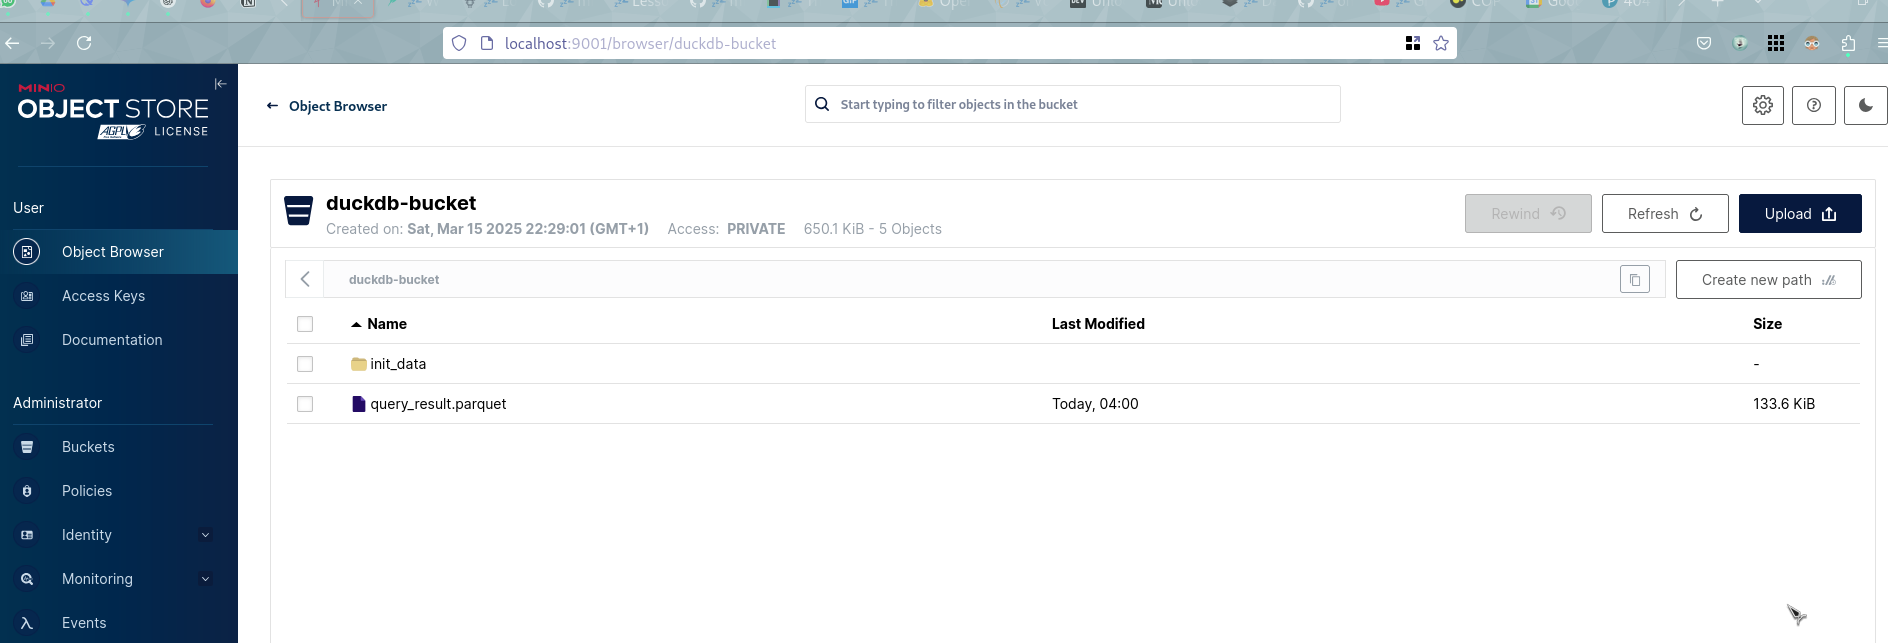 localhost:9001/browser/duckdb-bucket
MINIO
OBJECT STORE
AGPL LICENSE
Object Browser
Start typing to filter objects in the bucket
User
Object Browser
Access Keys
Documentation
Administrator
Buckets
Policies
Identity
Monitoring
Events
duckdb-bucket
Created on: Sat, Mar 15 2025 22:29:01 (GMT+1) Access: PRIVATE 650.1 KiB - 5 Objects
Rewind
Refresh
Upload
duckdb-bucket
Create new path
Name Last Modified Size
init_data -
query_result.parquet Today, 04:00 133.6 KiB